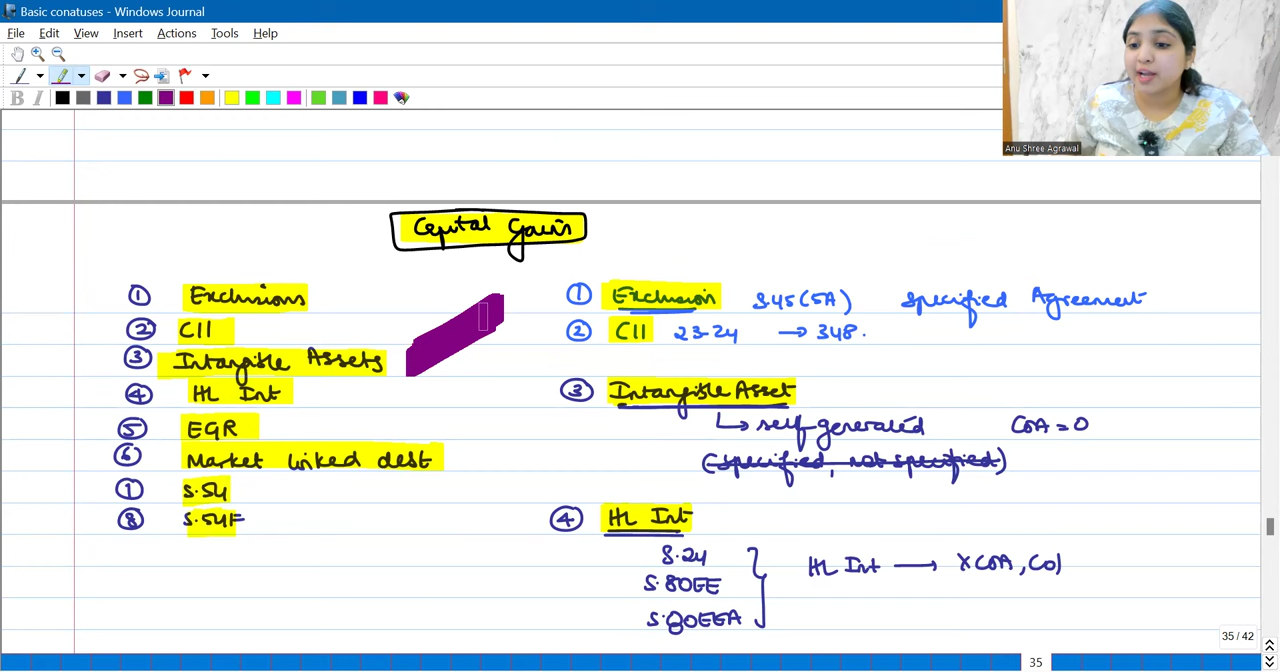 Basic conatuses - Windows Journal
File Edit View Insert Actions Tools Help
B I
Anu Shree Agrawal
Capital Gain
① Exclusions
② CII
③ Intangible Assets
④ HL Int
⑤ EGR
⑥ Market linked debt
① S.54
⑧ S.54F
① Exclusion S.45(5A) Specified Agreement
② CII 23-24 → 348.
③ Intangible Asset
↳ self generated COA = 0
(specified, not specified)
④ HL Int
S.24
S.80EE
S.80EEA
HL Int → X COA, COI
35 / 42
35